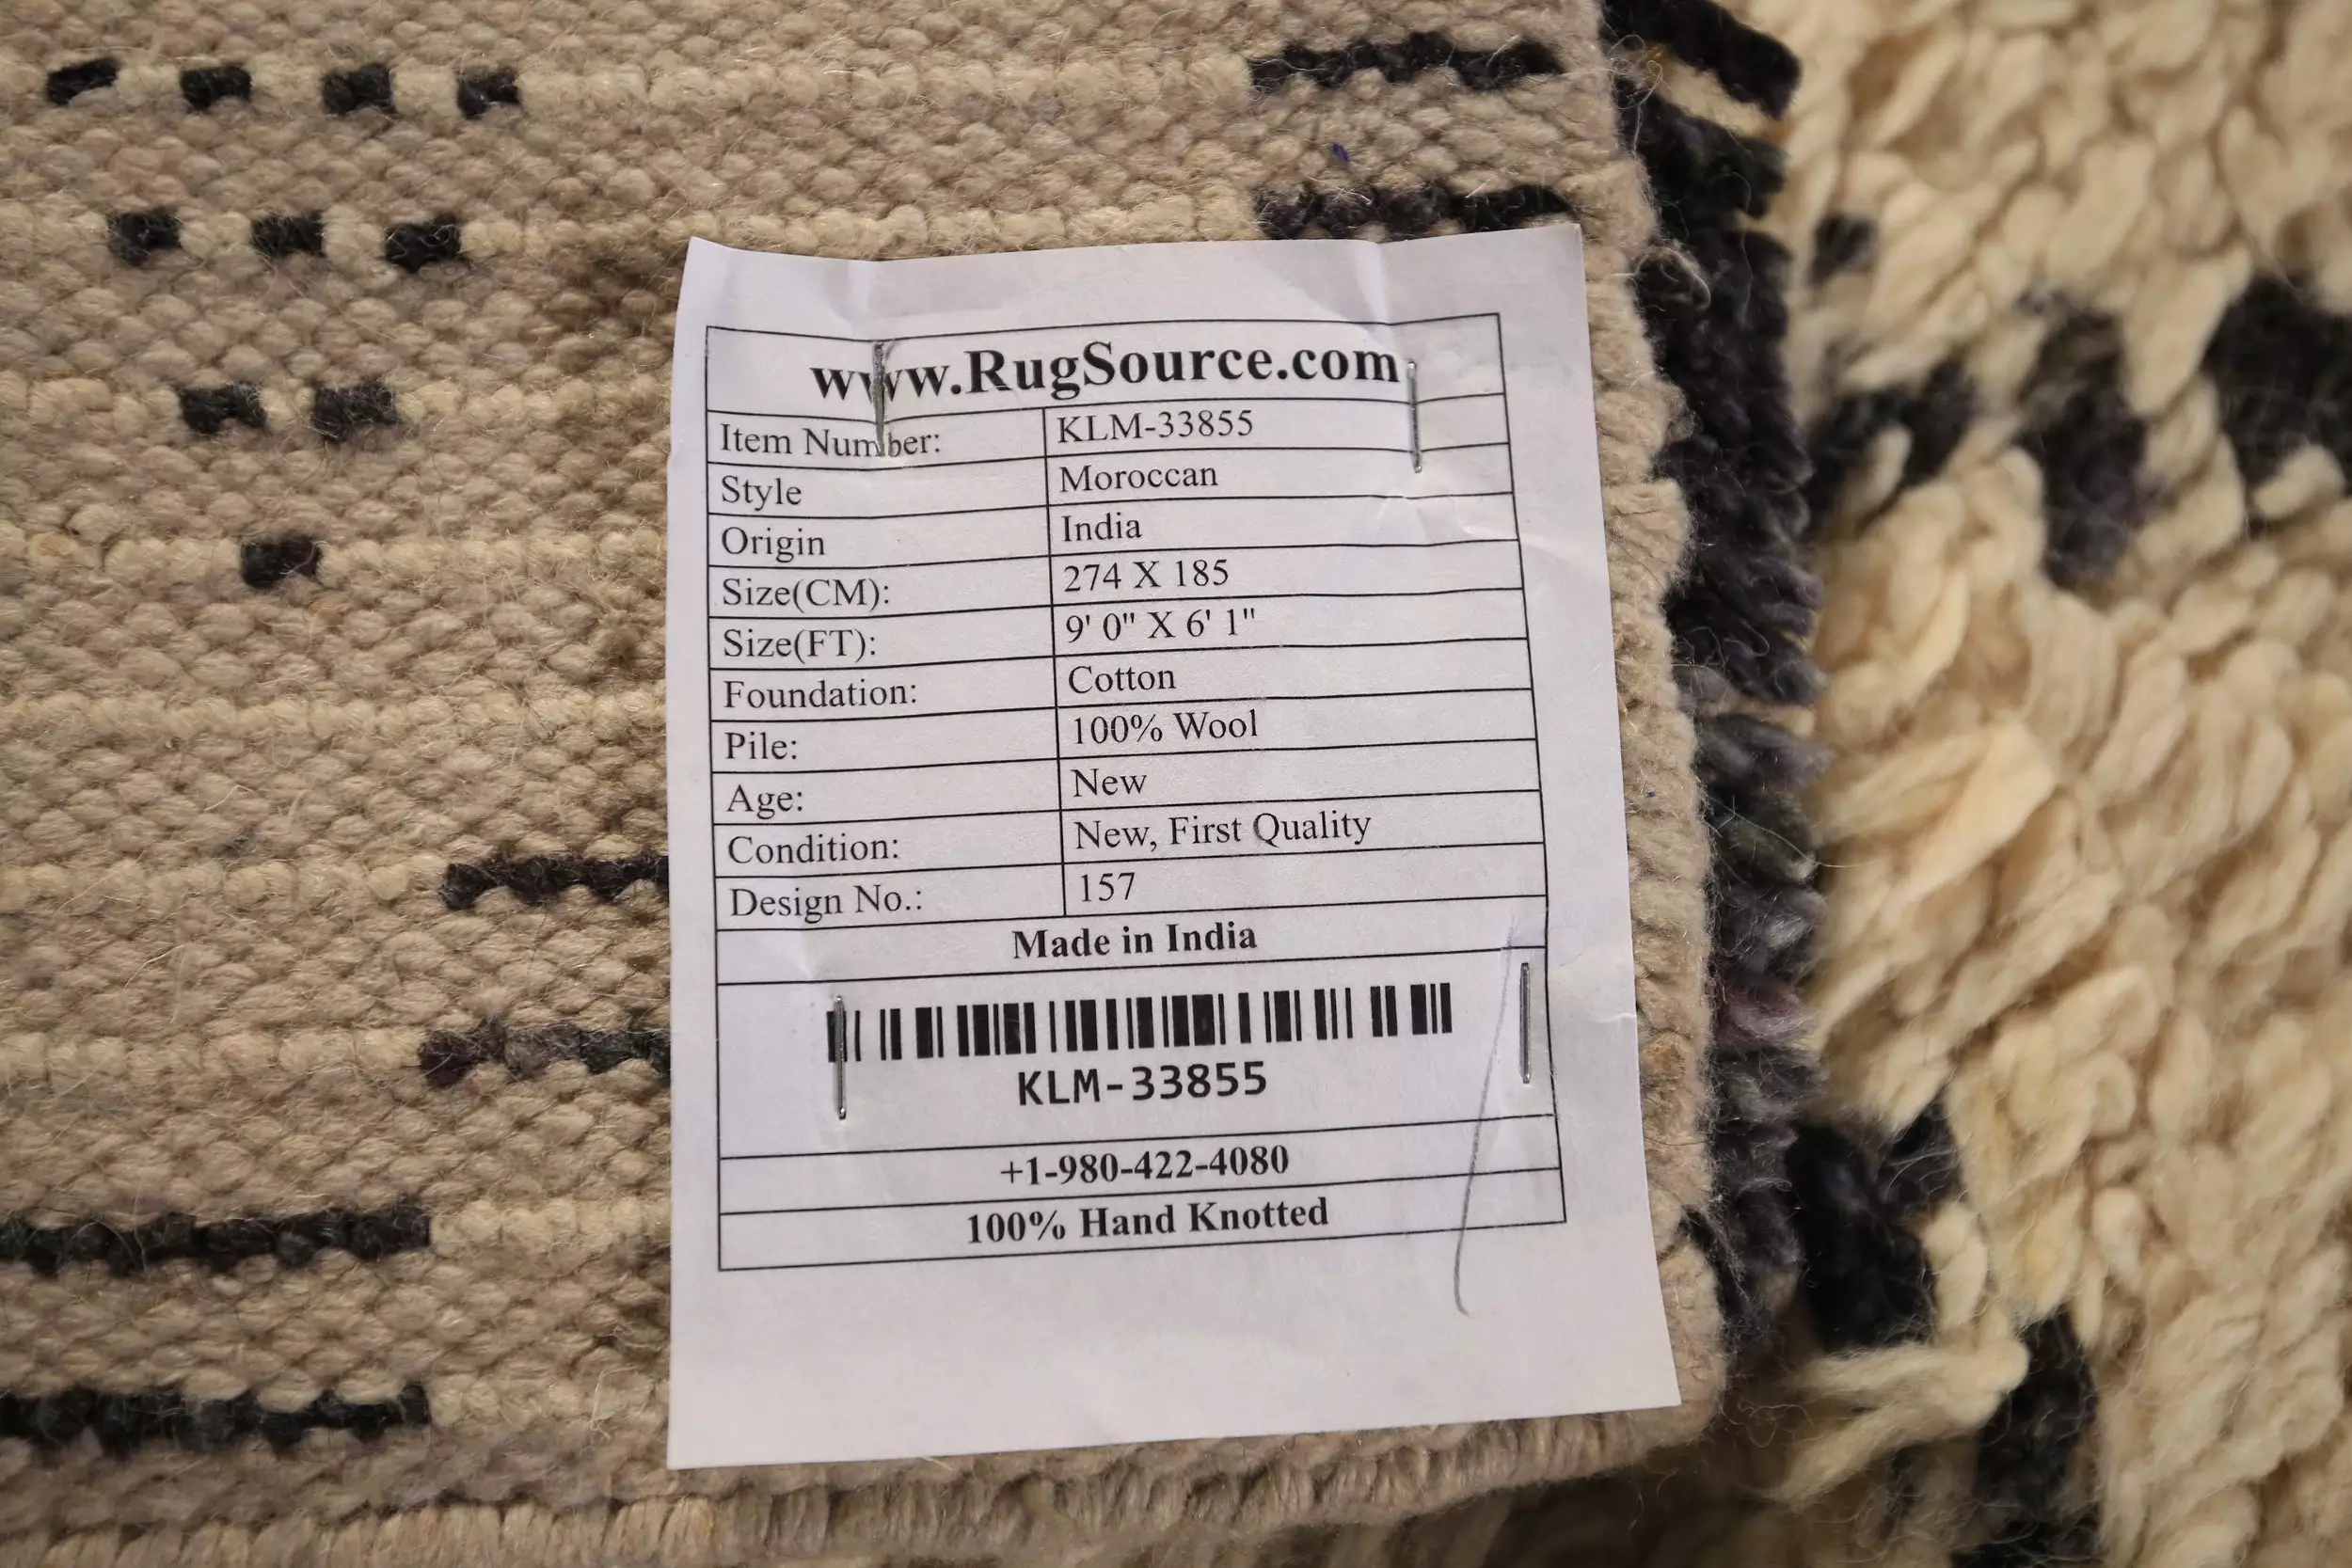 www.RugSource.com
Item Number: KLM-33855
Style Moroccan
Origin India
Size(CM): 274 X 185
Size(FT): 9' 0" X 6' 1"
Foundation: Cotton
Pile: 100% Wool
Age: New
Condition: New, First Quality
Design No.: 157
Made in India
KLM-33855
+1-980-422-4080
100% Hand Knotted